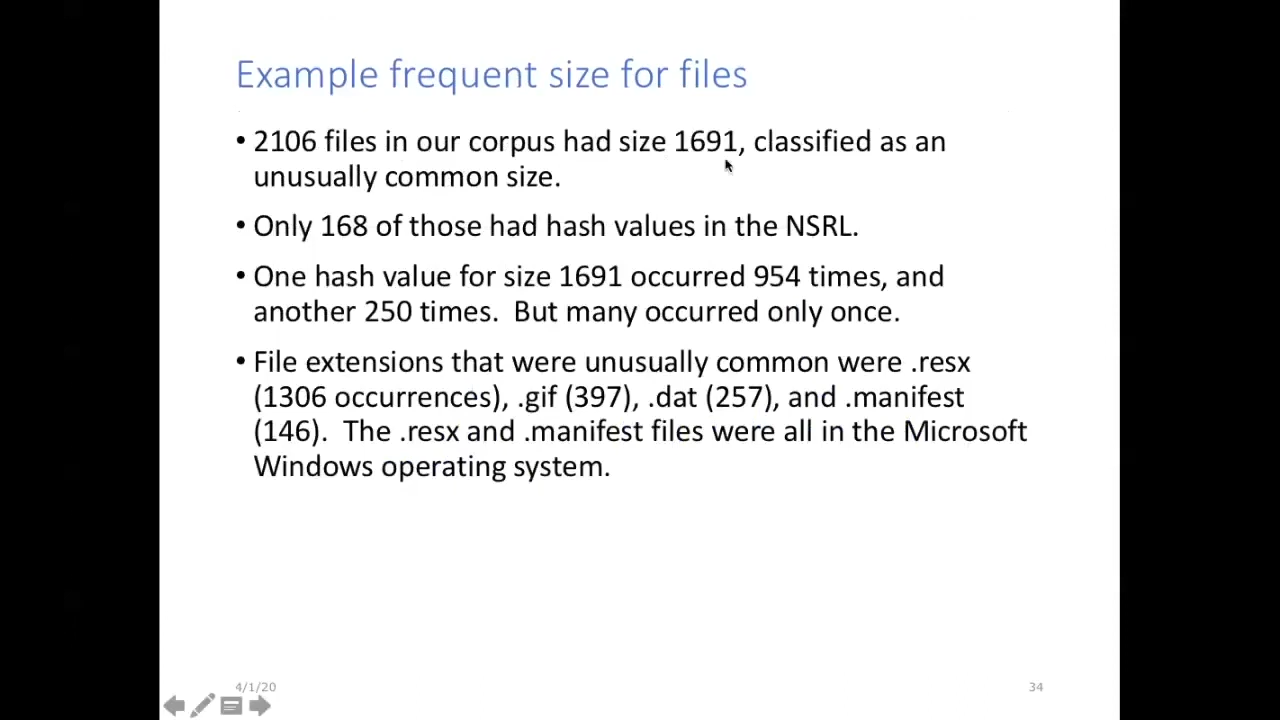 Example frequent size for files
• 2106 files in our corpus had size 1691, classified as an
unusually common size.
• Only 168 of those had hash values in the NSRL.
• One hash value for size 1691 occurred 954 times, and
another 250 times.  But many occurred only once.
• File extensions that were unusually common were .resx
(1306 occurrences), .gif (397), .dat (257), and .manifest
(146).  The .resx and .manifest files were all in the Microsoft
Windows operating system.
4/1/20
34